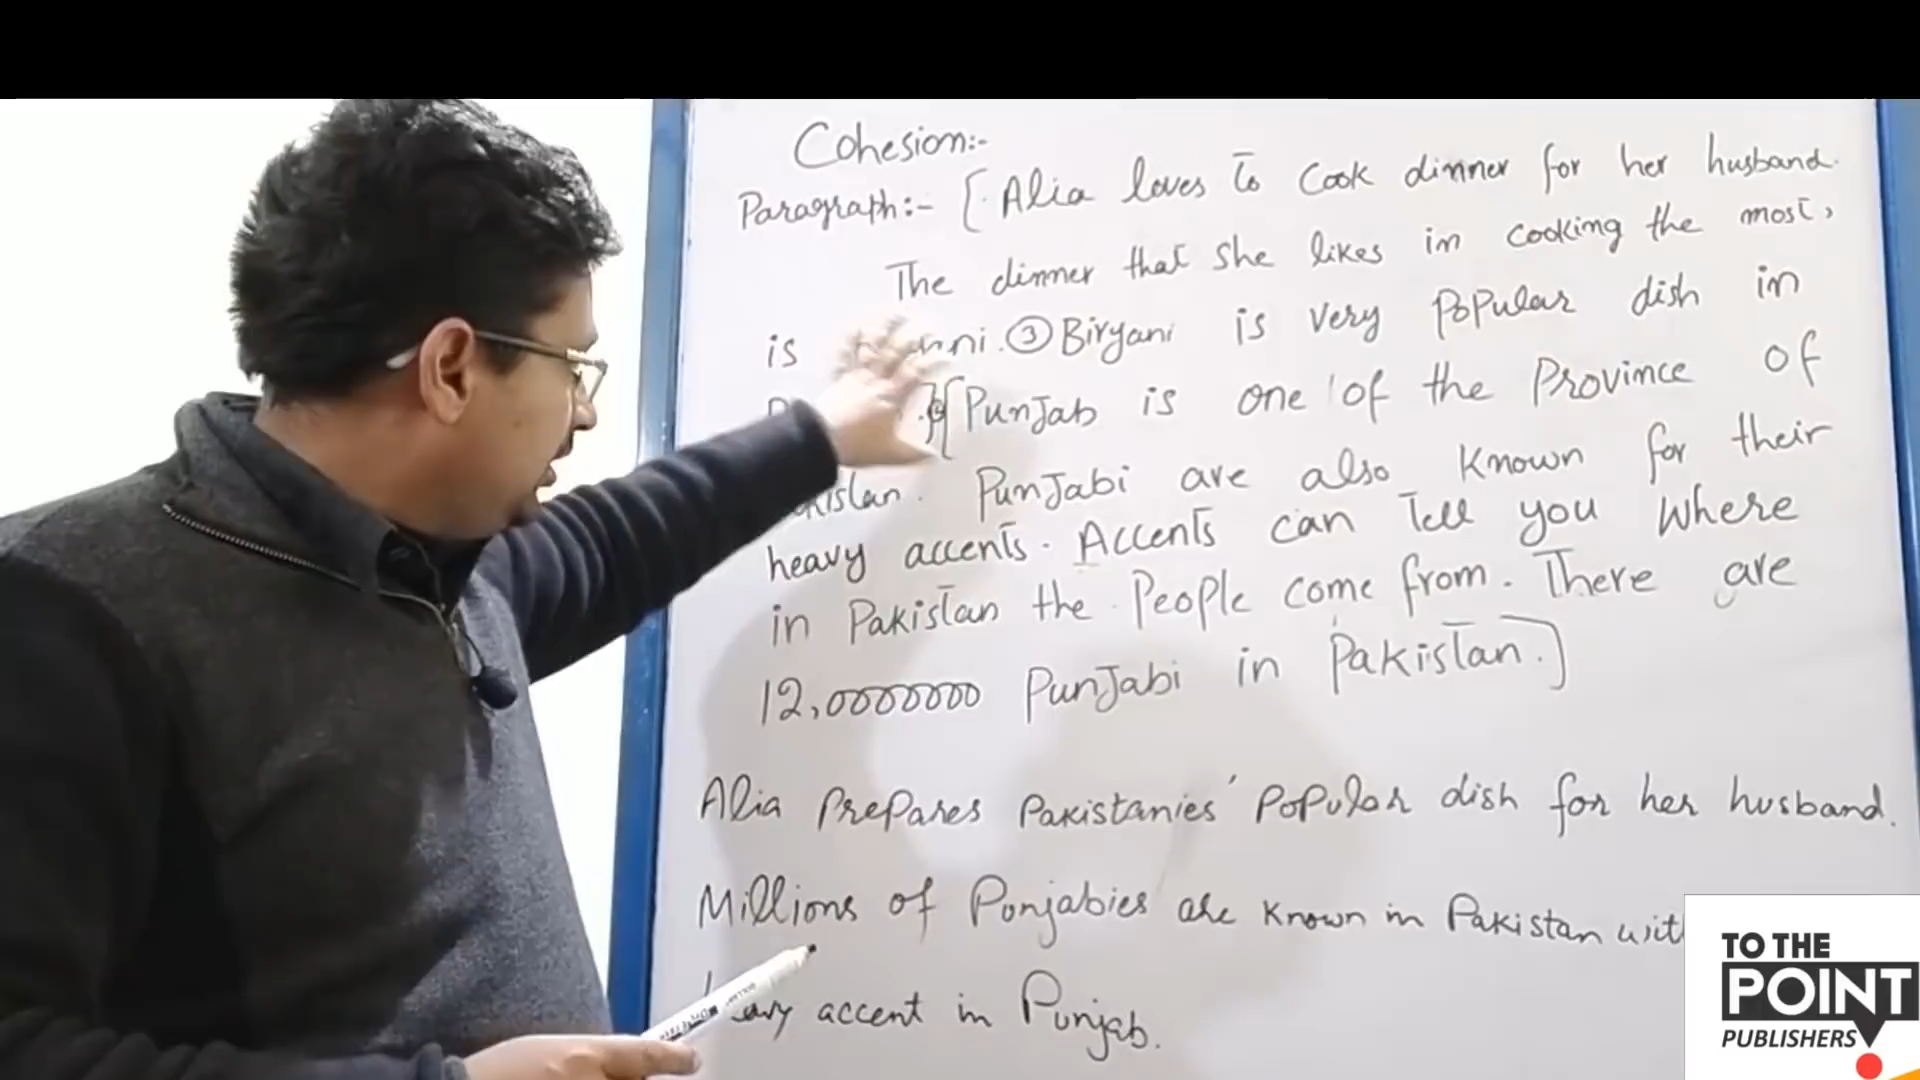 Cohesion:-
Paragraph:- [. Alia loves to cook dinner for her husband.
The dinner that she likes in cooking the most,
is ③ Biryani is very popular dish in
}[ Punjab is one of the Province of
Punjabi are also known for their
heavy accents. Accents can Tell you where
in Pakistan the People come from. There are
12,0000000 Punjabi in Pakistan.]
Alia Prepares Pakistanies' Popular dish for her husband.
Millions of Punjabies are known in Pakistan
accent in Punjab.
TO THE
POINT
PUBLISHERS